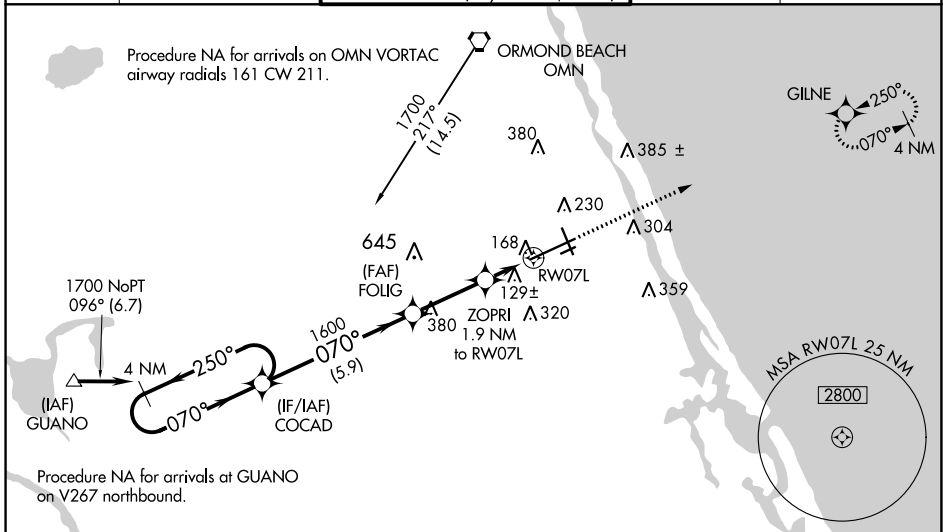 Procedure NA for arrivals on OMN VORTAC
airway radials 161 CW 211.
ORMOND BEACH
OMN
1700
217°
(14.5)
GILNE
250°
070°
4 NM
380
385 ±
230
304
645
168
(FAF)
FOLIG
RW07L
129±
359
1700 NoPT
096° (6.7)
380
ZOPRI
1.9 NM
to RW07L
320
1600
070°
(5.9)
4 NM
250°
070°
(IAF)
GUANO
(IF/IAF)
COCAD
MSA RW07L 25 NM
2800
Procedure NA for arrivals at GUANO
on V267 northbound.